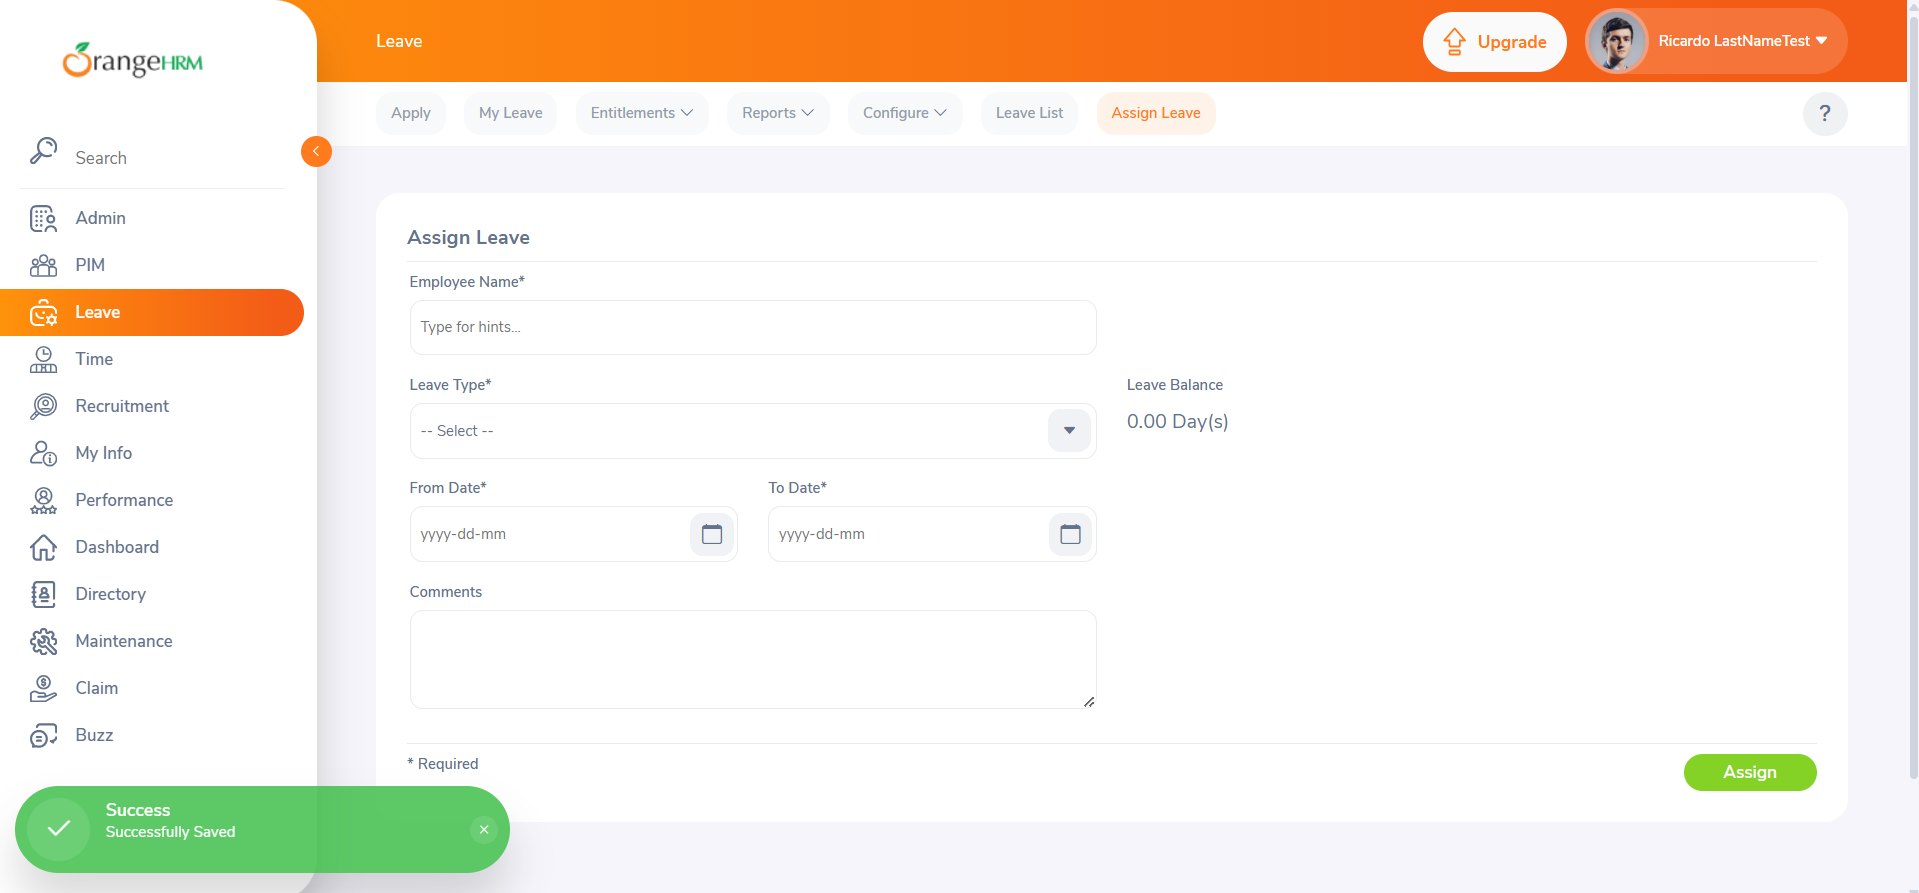 OrangeHRM
Leave
Upgrade
Ricardo LastNameTest
Apply
My Leave
Entitlements
Reports
Configure
Leave List
Assign Leave
?
Search
Admin
PIM
Leave
Time
Recruitment
My Info
Performance
Dashboard
Directory
Maintenance
Claim
Buzz
Assign Leave
Employee Name*
Type for hints...
Leave Type*
-- Select --
Leave Balance
0.00 Day(s)
From Date*
yyyy-dd-mm
To Date*
yyyy-dd-mm
Comments
* Required
Assign
Success
Successfully Saved